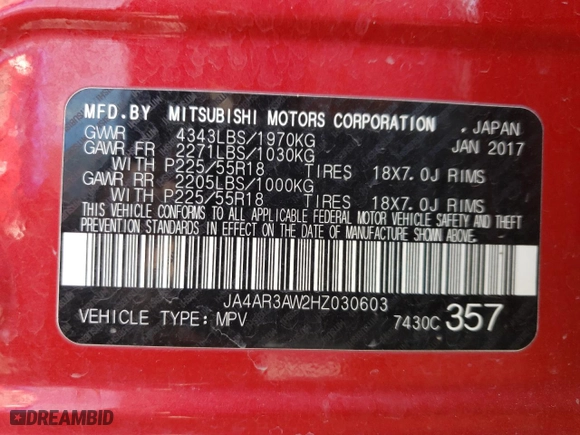 MFD.BY MITSUBISHI MOTORS CORPORATION . JAPAN
GVWR 4343LBS/1970KG JAN 2017
GAWR FR 2271LBS/1030KG
WITH P225/55R18 TIRES 18X7.0J RIMS
GAWR RR 2205LBS/1000KG
WITH P225/55R18 TIRES 18X7.0J RIMS
THIS VEHICLE CONFORMS TO ALL APPLICABLE FEDERAL MOTOR VEHICLE SAFETY AND THEFT
PREVENTION STANDARDS IN EFFECT ON THE DATE OF MANUFACTURE SHOWN ABOVE.
JA4AR3AW2HZ030603
VEHICLE TYPE: MPV 7430C 357
DREAMBID